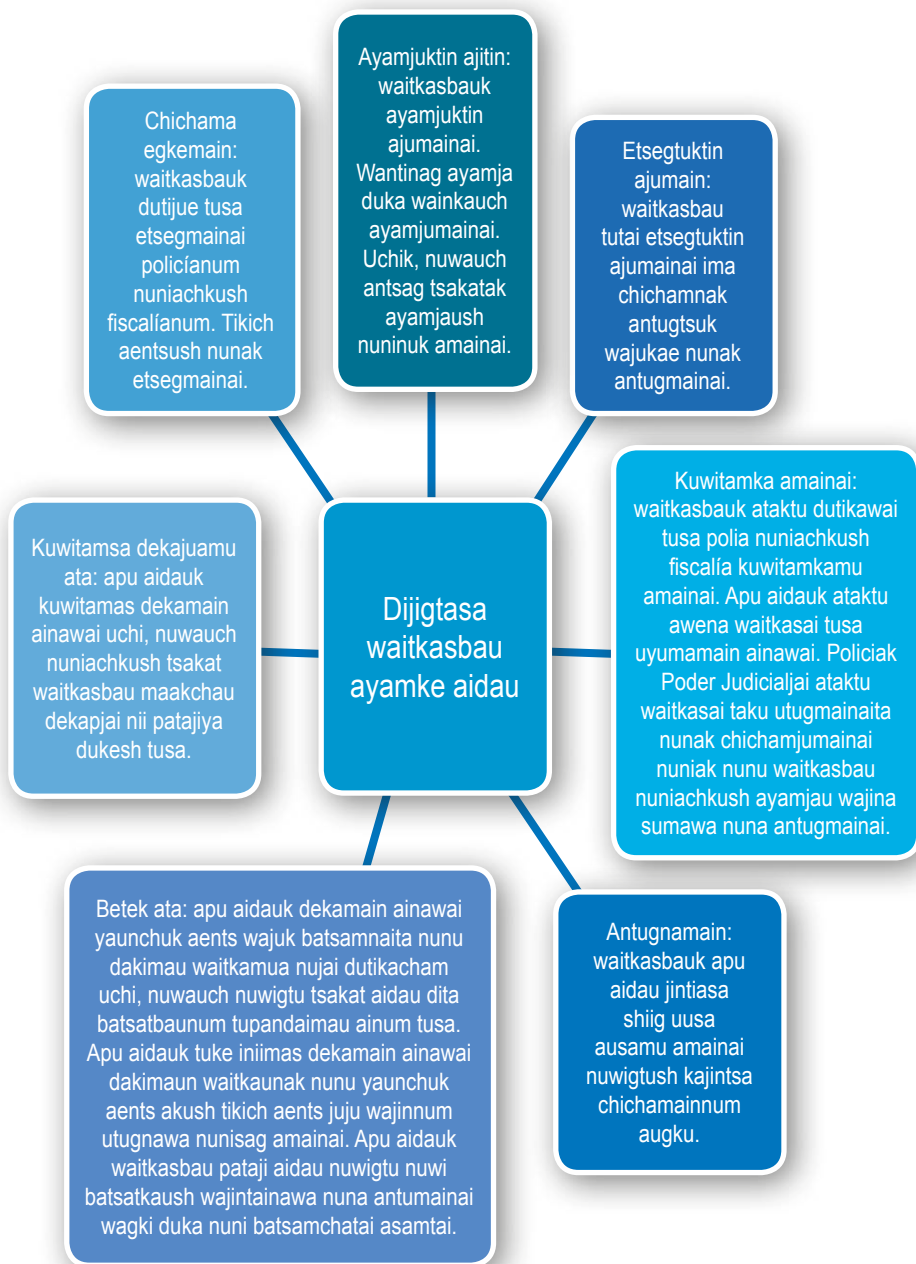 Chichama
egkemain:
waitkasbauk
dutijue tusa
etsegmainai
policíanum
nuniachkush
fiscalíanum. Tikich
aentsush nunak
etsegmainai.
Ayamjuktin ajitin:
waitkasbauk
ayamjuktin
ajumainai.
Wantinag ayamja
duka wainkauch
ayamjumainai.
Uchik, nuwauch
antsag tsakatak
ayamjaush
nuninuk amainai.
Etsegtuktin
ajumain:
waitkasbau
tutai etsegtuktin
ajumainai ima
chichamnak
antugtsuk
wajukae nunak
antugmainai.
Kuwitamsa dekajuamu
ata: apu aidauk
kuwitamas dekamain
ainawai uchi, nuwauch
nuniachkush tsakat
waitkasbau maakchau
dekapjai nii patajiya
dukesh tusa.
Dijigtasa
waitkasbau
ayamke aidau
Kuwitamka amainai:
waitkasbauk ataktu dutikawai
tusa polia nuniachkush
fiscalía kuwitamkamu
amainai. Apu aidauk ataktu
awena waitkasai tusa
uyumamain ainawai. Policiak
Poder Judicialjai ataktu
waitkasai taku utugmainaita
nunak chichamjumainai
nuniak nunu waitkasbau
nuniachkush ayamjau wajina
sumawa nuna antugmainai.
Betek ata: apu aidauk dekamain ainawai
yaunchuk aents wajuk batsamnaita nunu
dakimau waitkamua nujai dutikacham
uchi, nuwauch nuwigtu tsakat aidau dita
batsatbaunum tupandaimau ainum tusa.
Apu aidauk tuke iniimas dekamain ainawai
dakimaun waitkaunak nunu yaunchuk
aents akush tikich aents juju wajinnum
utugnawa nunisag amainai. Apu aidauk
waitkasbau pataji aidau nuwigtu nuwi
batsatkaush wajintainawa nuna antumainai
wagki duka nuni batsamchatai asamtai.
Antugnamain:
waitkasbauk apu
aidau jintiasa
shiig uusa
ausamu amainai
nuwigtush kajintsa
chichamainnum
augku.